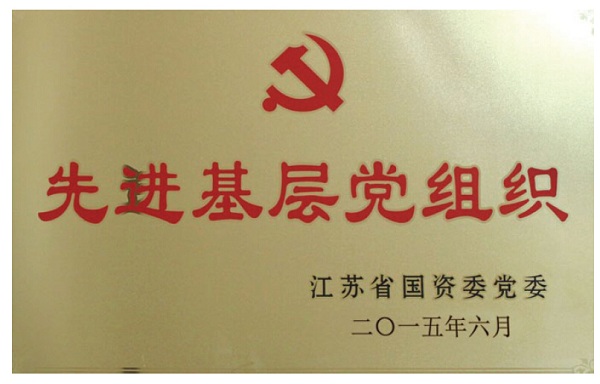 先进基层党组织
江苏省国资委党委
二〇一五年六月